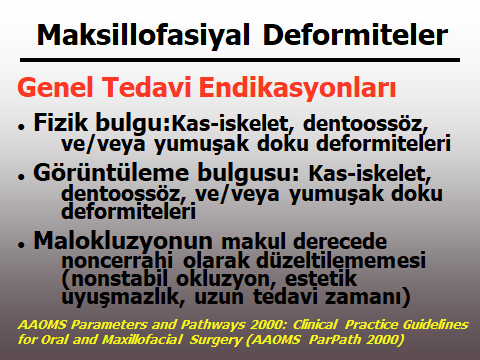 Maksillofasiyal Deformiteler
Genel Tedavi Endikasyonları
• Fizik bulgu:Kas-iskelet, dentoossöz,
ve/veya yumuşak doku deformiteleri
• Görüntüleme bulgusu: Kas-iskelet,
dentoossöz, ve/veya yumuşak doku
deformiteleri
• Malokluzyonun makul derecede
noncerrahi olarak düzeltilememesi
(nonstabil okluzyon, estetik
uyuşmazlık, uzun tedavi zamanı)
AAOMS Parameters and Pathways 2000: Clinical Practice Guidelines
for Oral and Maxillofacial Surgery (AAOMS ParPath 2000)